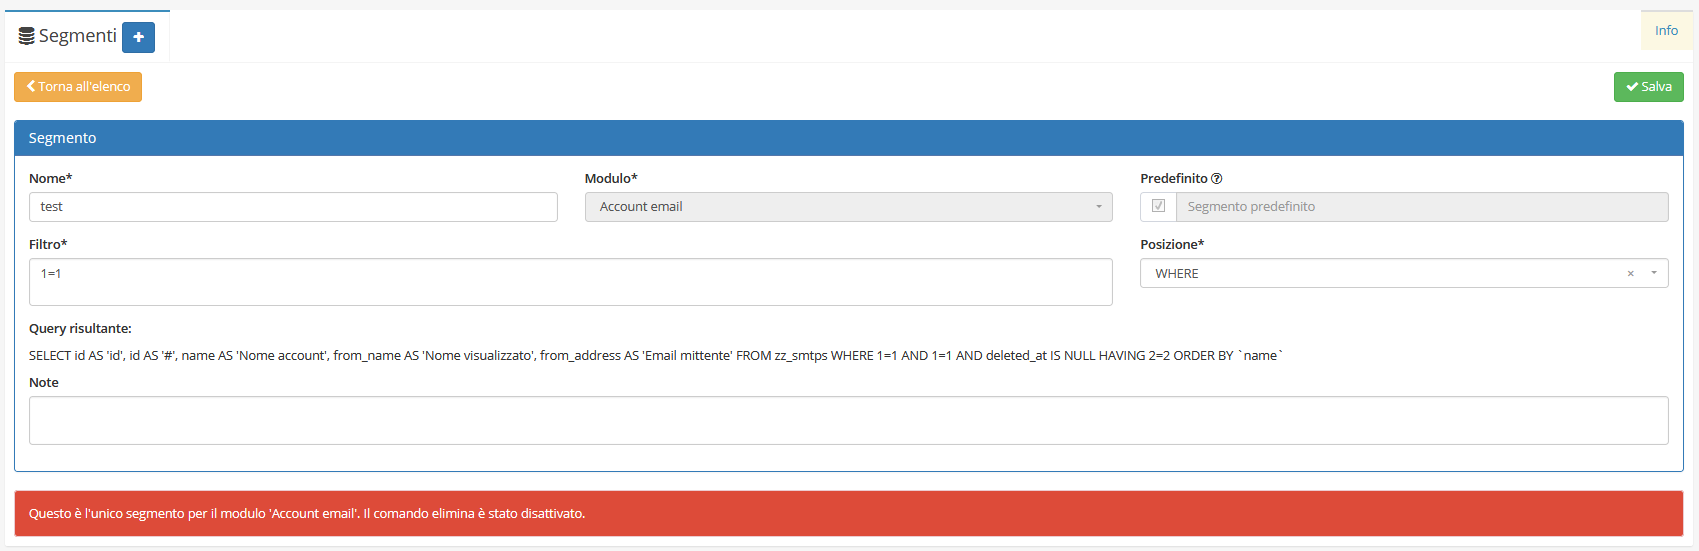 Segmenti +
Info
Torna all'elenco
Salva
Segmento
Nome*
Modulo*
Predefinito
test
Account email
Segmento predefinito
Filtro*
Posizione*
1=1
WHERE ×
Query risultante:
SELECT id AS 'id', id AS '#', name AS 'Nome account', from_name AS 'Nome visualizzato', from_address AS 'Email mittente' FROM zz_smtps WHERE 1=1 AND 1=1 AND deleted_at IS NULL HAVING 2=2 ORDER BY `name`
Note
Questo è l'unico segmento per il modulo 'Account email'. Il comando elimina è stato disattivato.